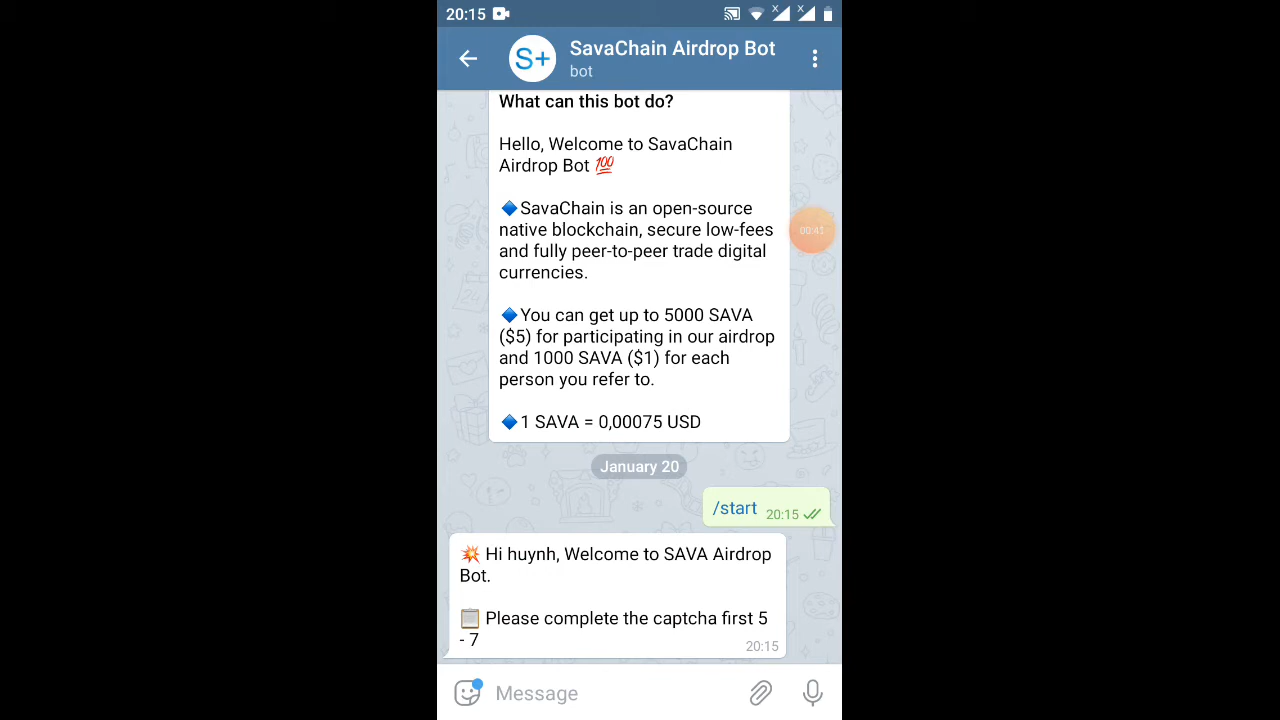 20:15
SavaChain Airdrop Bot
S+
bot
What can this bot do?
Hello, Welcome to SavaChain
Airdrop Bot 💯
🔹SavaChain is an open-source
native blockchain, secure low-fees
and fully peer-to-peer trade digital
currencies.
00:41
🔹You can get up to 5000 SAVA
($5) for participating in our airdrop
and 1000 SAVA ($1) for each
person you refer to.
🔹1 SAVA = 0,00075 USD
January 20
/start 20:15
💥 Hi huynh, Welcome to SAVA Airdrop
Bot.
📋 Please complete the captcha first 5
- 7
20:15
Message